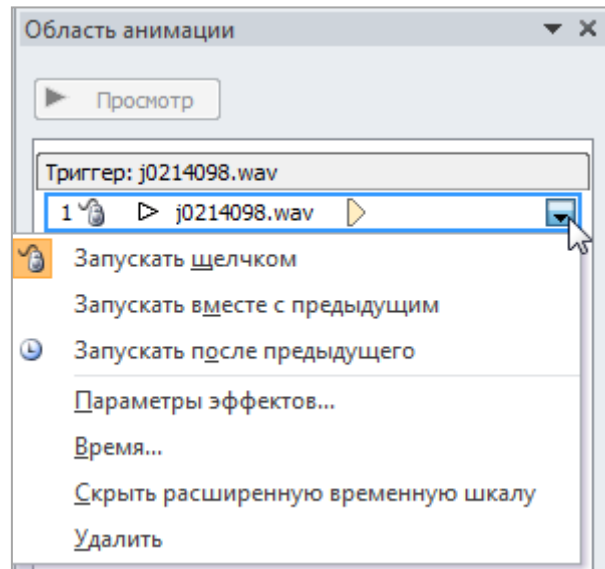 Область анимации
Просмотр
Триггер: j0214098.wav
1 j0214098.wav
Запускать щелчком
Запускать вместе с предыдущим
Запускать после предыдущего
Параметры эффектов...
Время...
Скрыть расширенную временную шкалу
Удалить